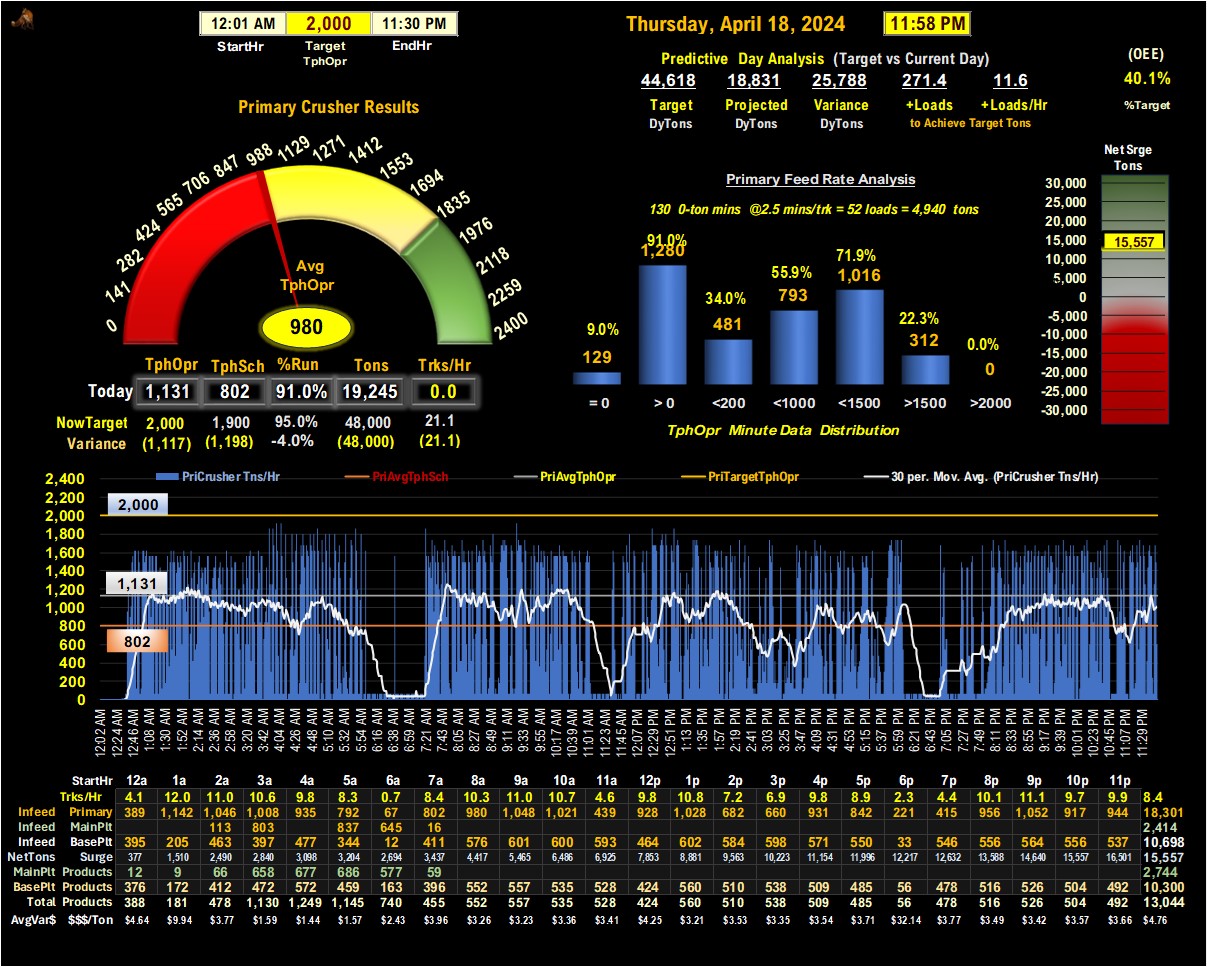 12:01 AM 2,000 11:30 PM
StartHr Target EndHr
TphOpr
Thursday, April 18, 2024 11:58 PM
Predictive Day Analysis (Target vs Current Day)
44,618 18,831 25,788 271.4 11.6
Target Projected Variance +Loads +Loads/Hr
DyTons DyTons DyTons to Achieve Target Tons
(OEE)
40.1%
%Target
Primary Crusher Results
0 141 282 424 565 706 847 988 1129 1271 1412 1553 1694 1835 1976 2118 2259 2400
Avg
TphOpr
980
TphOpr TphSch %Run Tons Trks/Hr
Today 1,131 802 91.0% 19,245 0.0
NowTarget 2,000 1,900 95.0% 48,000 21.1
Variance (1,117) (1,198) -4.0% (48,000) (21.1)
Primary Feed Rate Analysis
130 0-ton mins @2.5 mins/trk = 52 loads = 4,940 tons
9.0% 91.0% 34.0% 55.9% 71.9% 22.3% 0.0%
129 1,280 481 793 1,016 312 0
= 0 > 0 <200 <1000 <1500 >1500 >2000
TphOpr Minute Data Distribution
Net Srge
Tons
30,000
25,000
20,000
15,000
10,000
5,000
0
-5,000
-10,000
-15,000
-20,000
-25,000
-30,000
15,557
PriCrusher Tns/Hr PriAvgTphSch PriAvgTphOpr PriTargetTphOpr 30 per. Mov. Avg. (PriCrusher Tns/Hr)
2,400
2,200
2,000
1,800
1,600
1,400
1,200
1,000
800
600
400
200
0
2,000
1,131
802
12:02 AM 12:24 AM 12:46 AM 1:08 AM 1:30 AM 1:52 AM 2:14 AM 2:36 AM 2:58 AM 3:20 AM 3:42 AM 4:04 AM 4:26 AM 4:48 AM 5:10 AM 5:32 AM 5:54 AM 6:16 AM 6:38 AM 6:59 AM 7:21 AM 7:43 AM 8:05 AM 8:27 AM 8:49 AM 9:11 AM 9:33 AM 9:55 AM 10:17 AM 10:39 AM 11:01 AM 11:23 AM 11:45 AM 12:07 PM 12:29 PM 12:51 PM 1:13 PM 1:35 PM 1:57 PM 2:19 PM 2:41 PM 3:03 PM 3:25 PM 3:47 PM 4:09 PM 4:31 PM 4:53 PM 5:15 PM 5:37 PM 5:59 PM 6:21 PM 6:43 PM 7:05 PM 7:27 PM 7:49 PM 8:11 PM 8:33 PM 8:55 PM 9:17 PM 9:39 PM 10:01 PM 10:23 PM 10:45 PM 11:07 PM 11:29 PM
StartHr 12a 1a 2a 3a 4a 5a 6a 7a 8a 9a 10a 11a 12p 1p 2p 3p 4p 5p 6p 7p 8p 9p 10p 11p
Trks/Hr 4.1 12.0 11.0 10.6 9.8 8.3 0.7 8.4 10.3 11.0 10.7 4.6 9.8 10.8 7.2 6.9 9.8 8.9 2.3 4.4 10.1 11.1 9.7 9.9 8.4
Infeed Primary 389 1,142 1,046 1,008 935 792 67 802 980 1,048 1,021 439 928 1,028 682 660 931 842 221 415 956 1,052 917 944 18,301
Infeed MainPlt 113 803 837 645 16 2,414
Infeed BasePlt 395 205 463 397 477 344 12 411 576 601 600 593 464 602 584 598 571 550 33 546 556 564 556 537 10,698
NetTons Surge 377 1,510 2,490 2,840 3,098 3,204 2,694 3,437 4,417 5,465 6,486 6,925 7,853 8,881 9,563 10,223 11,154 11,996 12,217 12,632 13,588 14,640 15,557 16,501 15,557
MainPlt Products 12 9 66 658 677 686 577 59 2,744
BasePlt Products 376 172 412 472 572 459 163 396 552 557 535 528 424 560 510 538 509 485 56 478 516 526 504 492 10,300
Total Products 388 181 478 1,130 1,249 1,145 740 455 552 557 535 528 424 560 510 538 509 485 56 478 516 526 504 492 13,044
AvgVar$ $$$/Ton $4.64 $9.94 $3.77 $1.59 $1.44 $1.57 $2.43 $3.96 $3.26 $3.23 $3.36 $3.41 $4.25 $3.21 $3.53 $3.35 $3.54 $3.71 $32.14 $3.77 $3.49 $3.42 $3.57 $3.66 $4.76